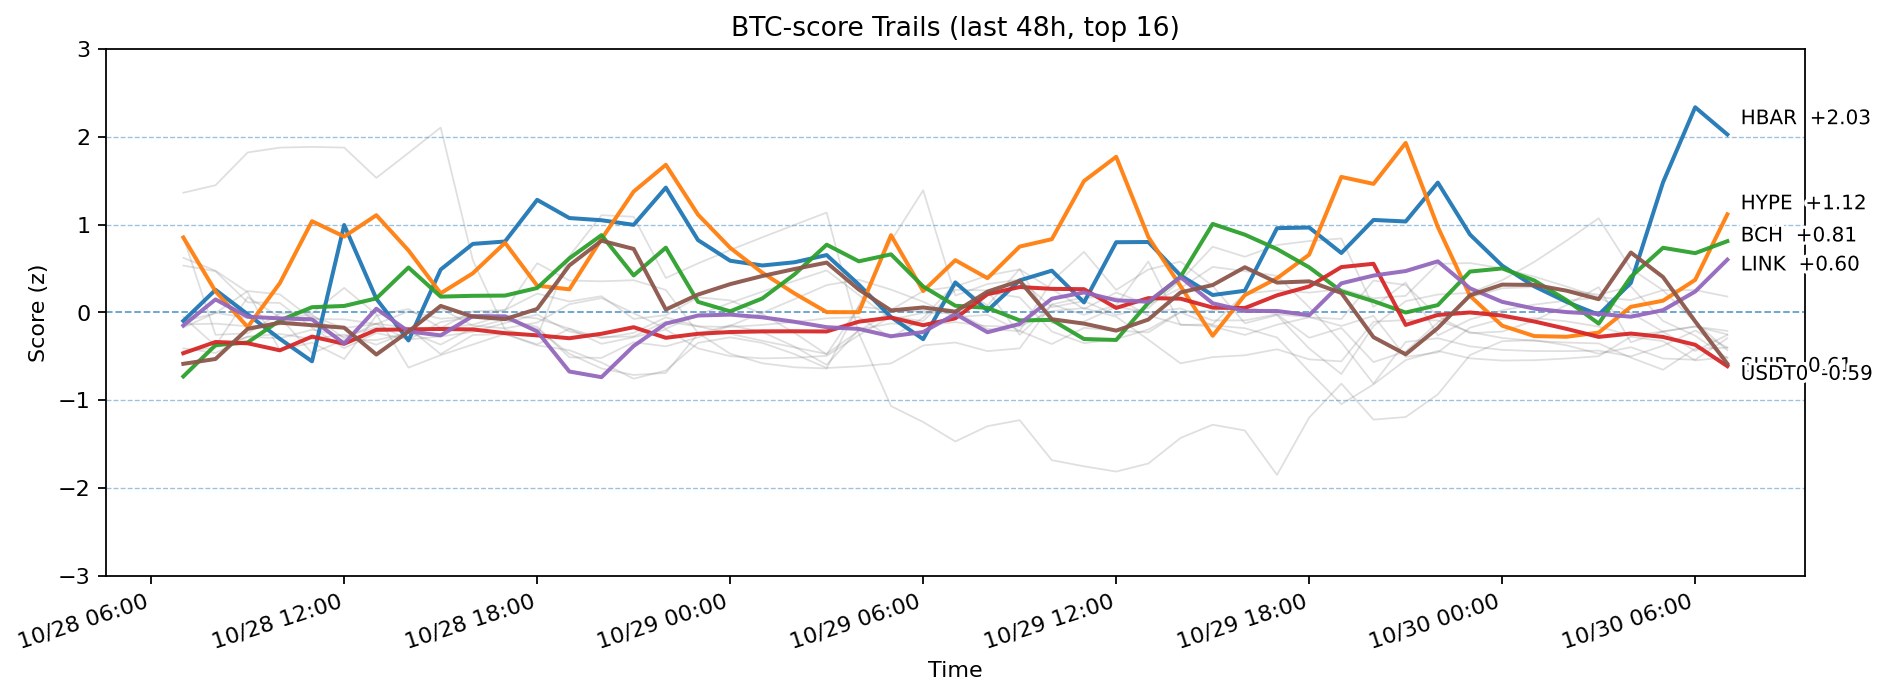 BTC-score Trails (last 48h, top 16)
3
2
1
0
−1
−2
−3
Score (z)
HBAR +2.03
HYPE +1.12
BCH +0.81
LINK +0.60
USDT0 -0.59
10/28 06:00
10/28 12:00
10/28 18:00
10/29 00:00
10/29 06:00
10/29 12:00
10/29 18:00
10/30 00:00
10/30 06:00
Time